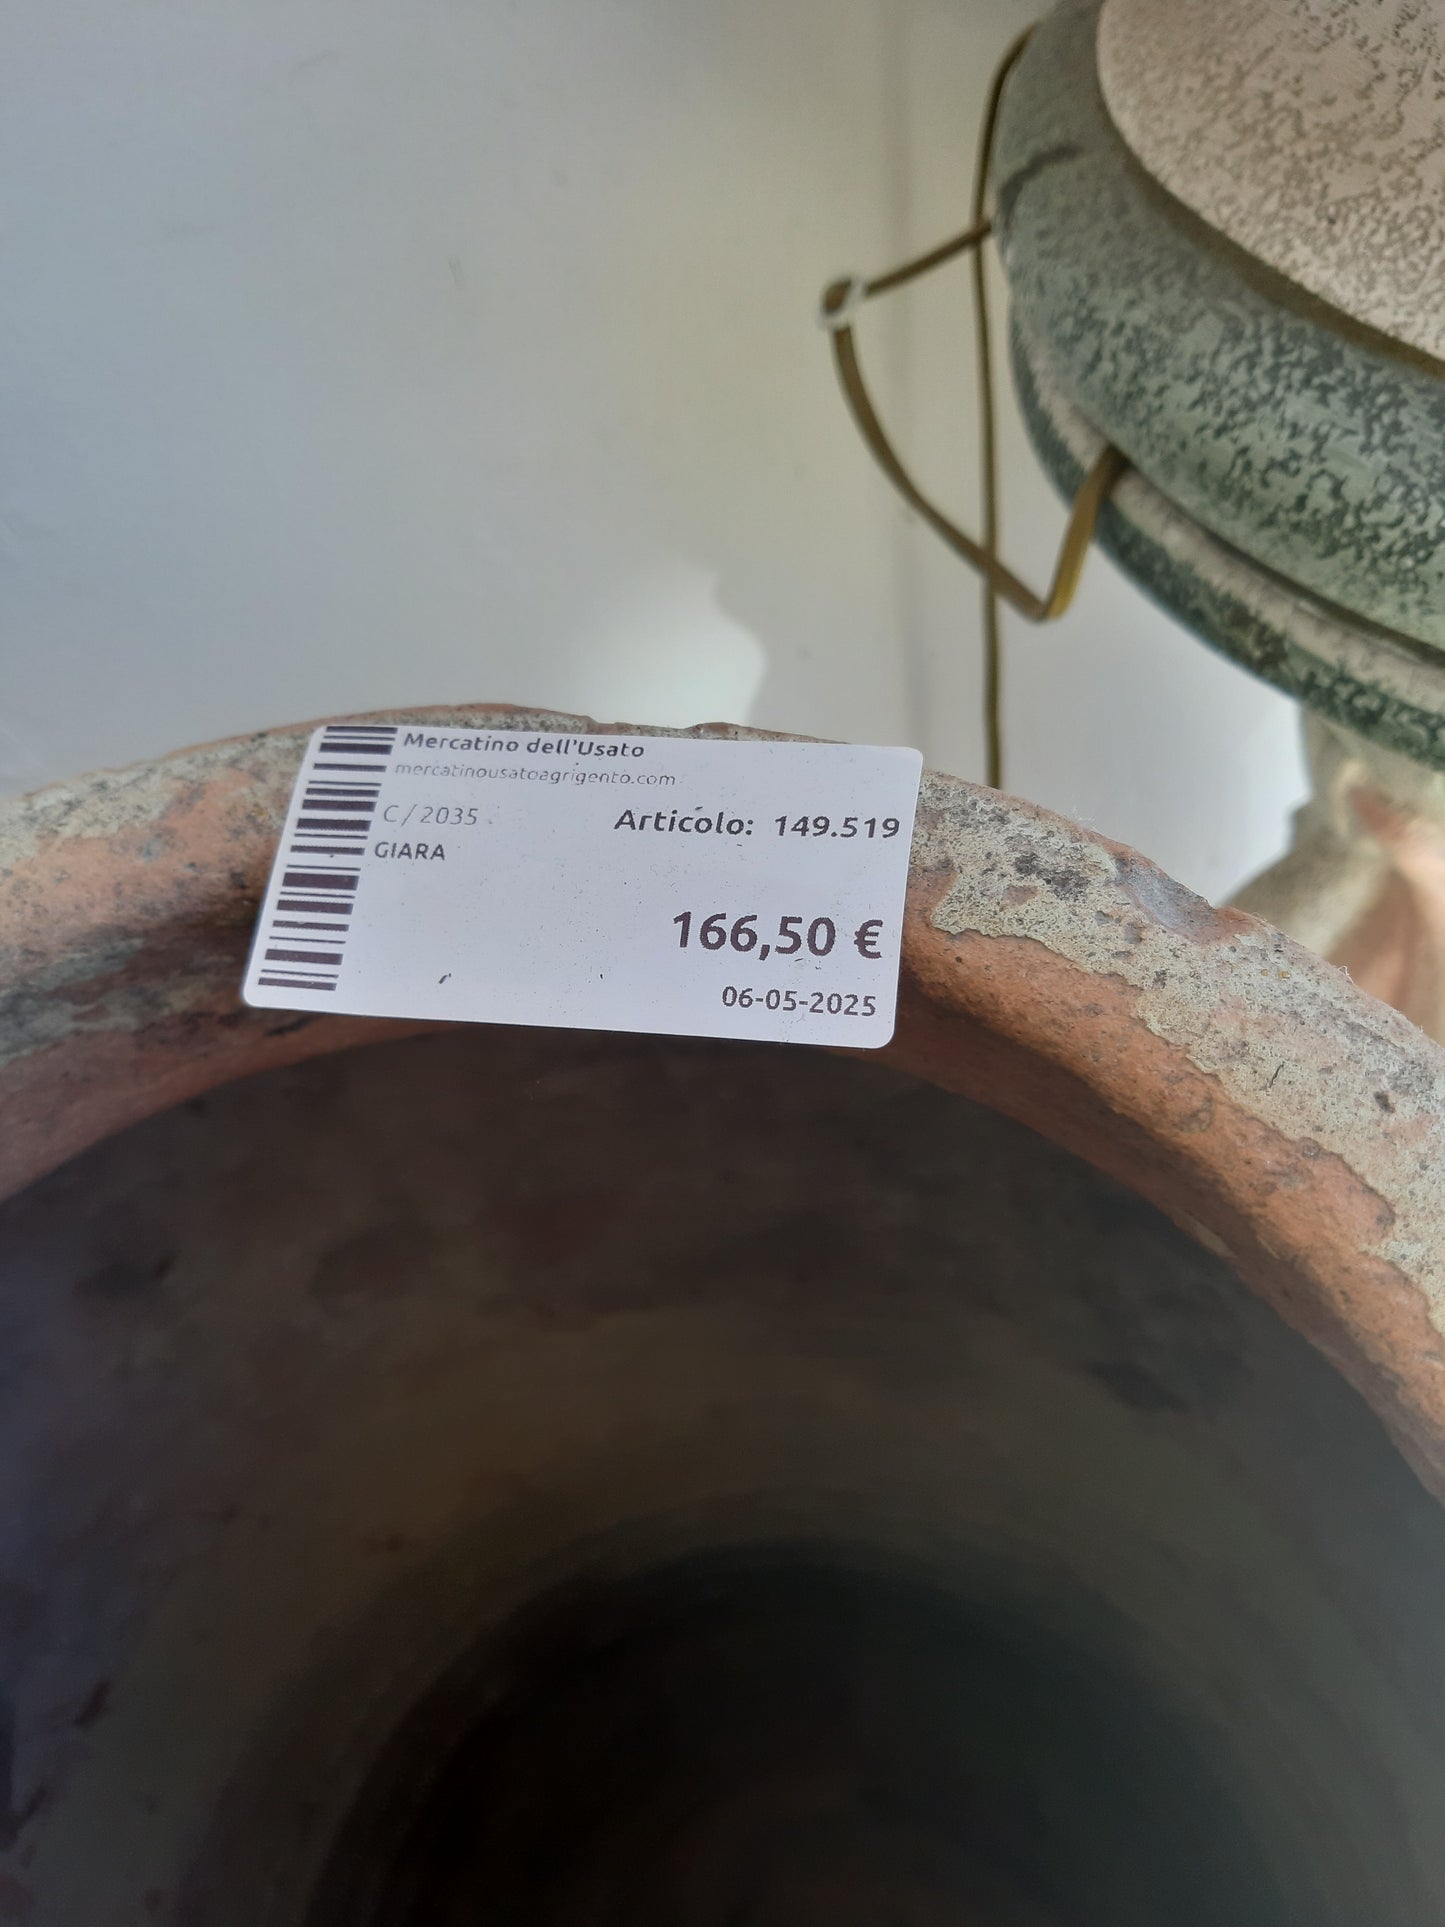 Mercatino dell'Usato
mercatinousatoagrigento.com
C/2035
Articolo: 149.519
GIARA
166,50 €
06-05-2025